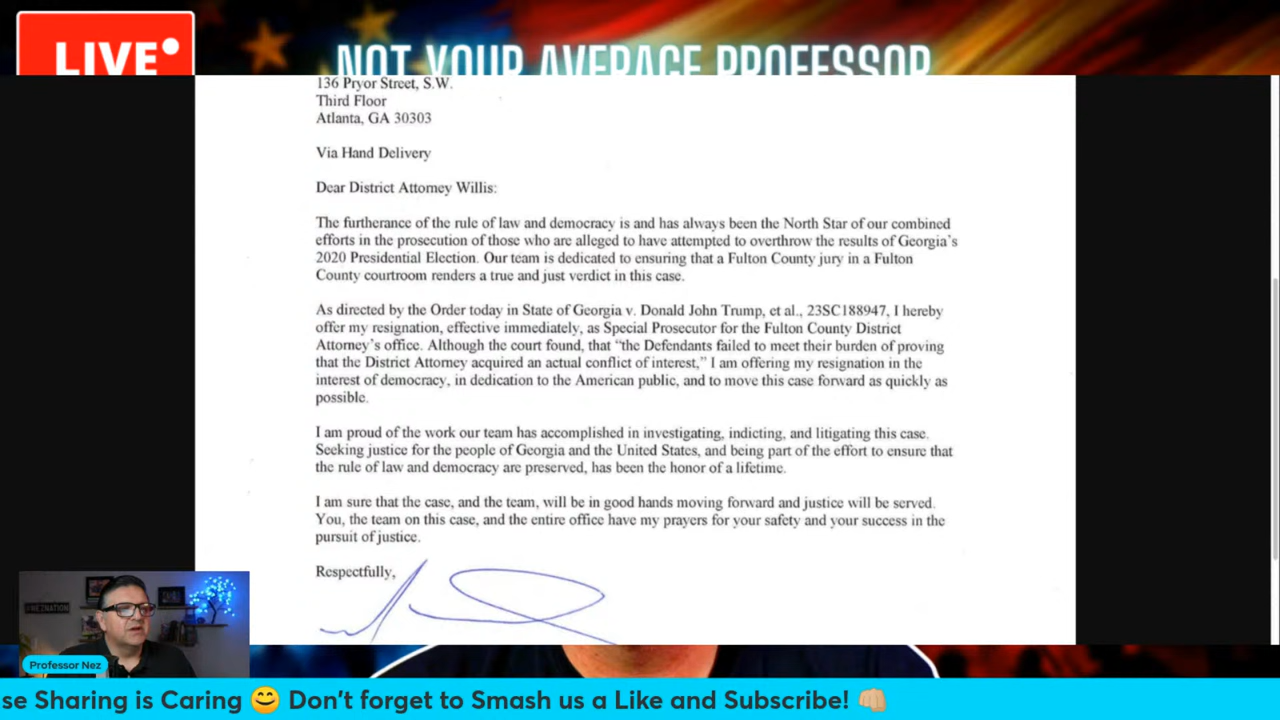 LIVE
NOT YOUR AVERAGE PROFESSOR
136 Pryor Street, S.W.
Third Floor
Atlanta, GA 30303
Via Hand Delivery
Dear District Attorney Willis:
The furtherance of the rule of law and democracy is and has always been the North Star of our combined
efforts in the prosecution of those who are alleged to have attempted to overthrow the results of Georgia's
2020 Presidential Election. Our team is dedicated to ensuring that a Fulton County jury in a Fulton
County courtroom renders a true and just verdict in this case.
As directed by the Order today in State of Georgia v. Donald John Trump, et al., 23SC188947, I hereby
offer my resignation, effective immediately, as Special Prosecutor for the Fulton County District
Attorney's office. Although the court found, that "the Defendants failed to meet their burden of proving
that the District Attorney acquired an actual conflict of interest," I am offering my resignation in the
interest of democracy, in dedication to the American public, and to move this case forward as quickly as
possible.
I am proud of the work our team has accomplished in investigating, indicting, and litigating this case.
Seeking justice for the people of Georgia and the United States, and being part of the effort to ensure that
the rule of law and democracy are preserved, has been the honor of a lifetime.
I am sure that the case, and the team, will be in good hands moving forward and justice will be served.
You, the team on this case, and the entire office have my prayers for your safety and your success in the
pursuit of justice.
Respectfully,
#NEZNATION
Professor Nez
se Sharing is Caring 😊 Don't forget to Smash us a Like and Subscribe! 👊🏼